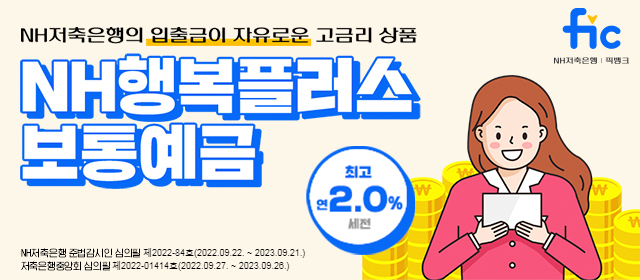 NH저축은행의 입출금이 자유로운 고금리 상품
fic
NH저축은행 | 픽뱅크
NH행복플러스
보통예금
최고
연2.0%
세전
NH저축은행 준법감시인 심의필 제2022-84호(2022.09.22. ~ 2023.09.21.)
저축은행중앙회 심의필 제2022-01414호(2022.09.27. ~ 2023.09.26.)
₩
₩
₩